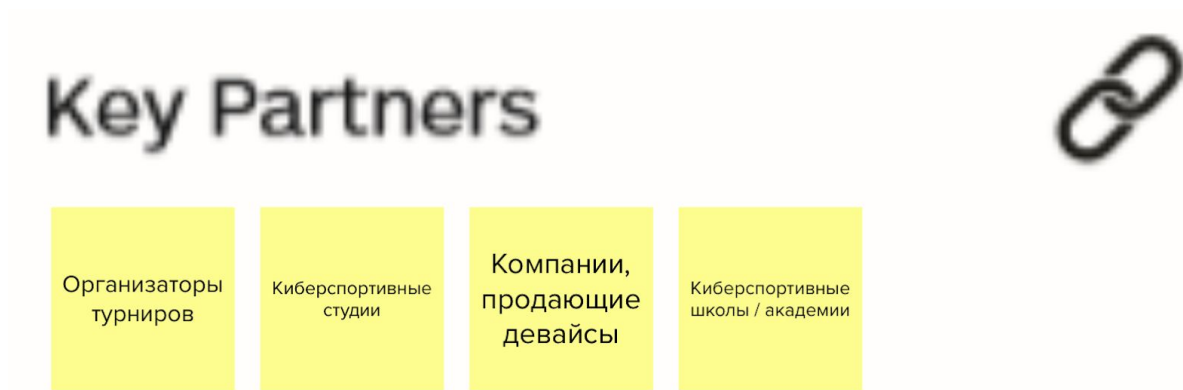 Key Partners
Организаторы
турниров
Киберспортивные
студии
Компании,
продающие
девайсы
Киберспортивные
школы / академии